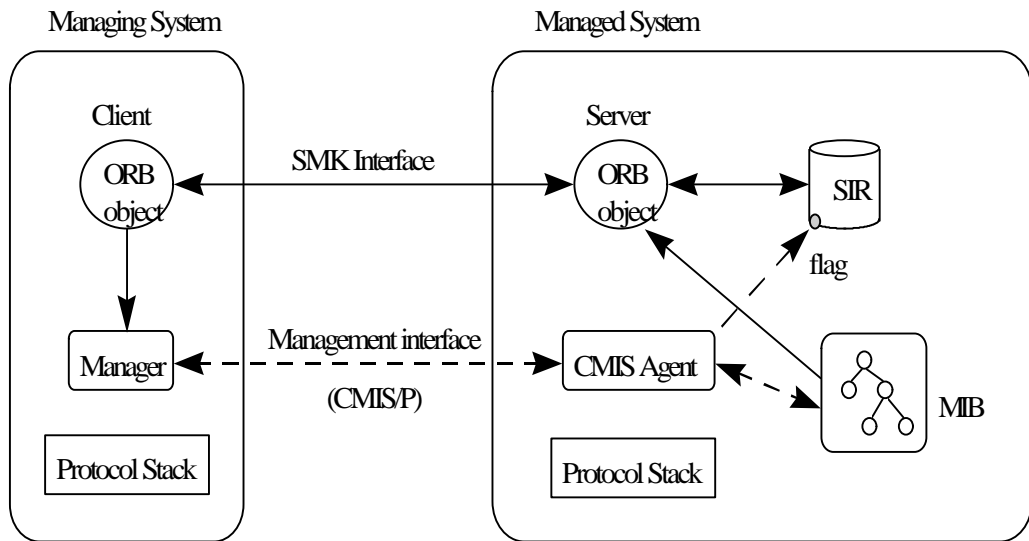 Managing System
Managed System
Client
Server
ORB
object
SMK Interface
ORB
object
SIR
flag
Manager
Management interface
(CMIS/P)
CMIS Agent
MIB
Protocol Stack
Protocol Stack